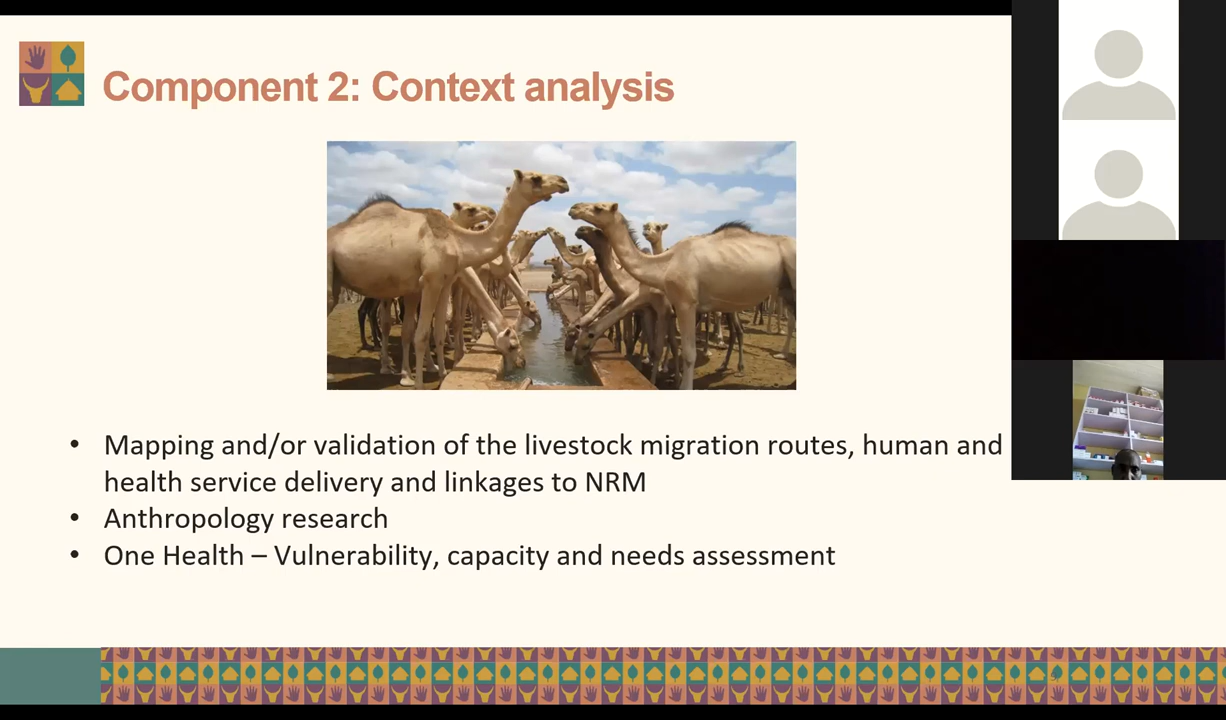 Component 2: Context analysis
• Mapping and/or validation of the livestock migration routes, human and
health service delivery and linkages to NRM
• Anthropology research
• One Health – Vulnerability, capacity and needs assessment